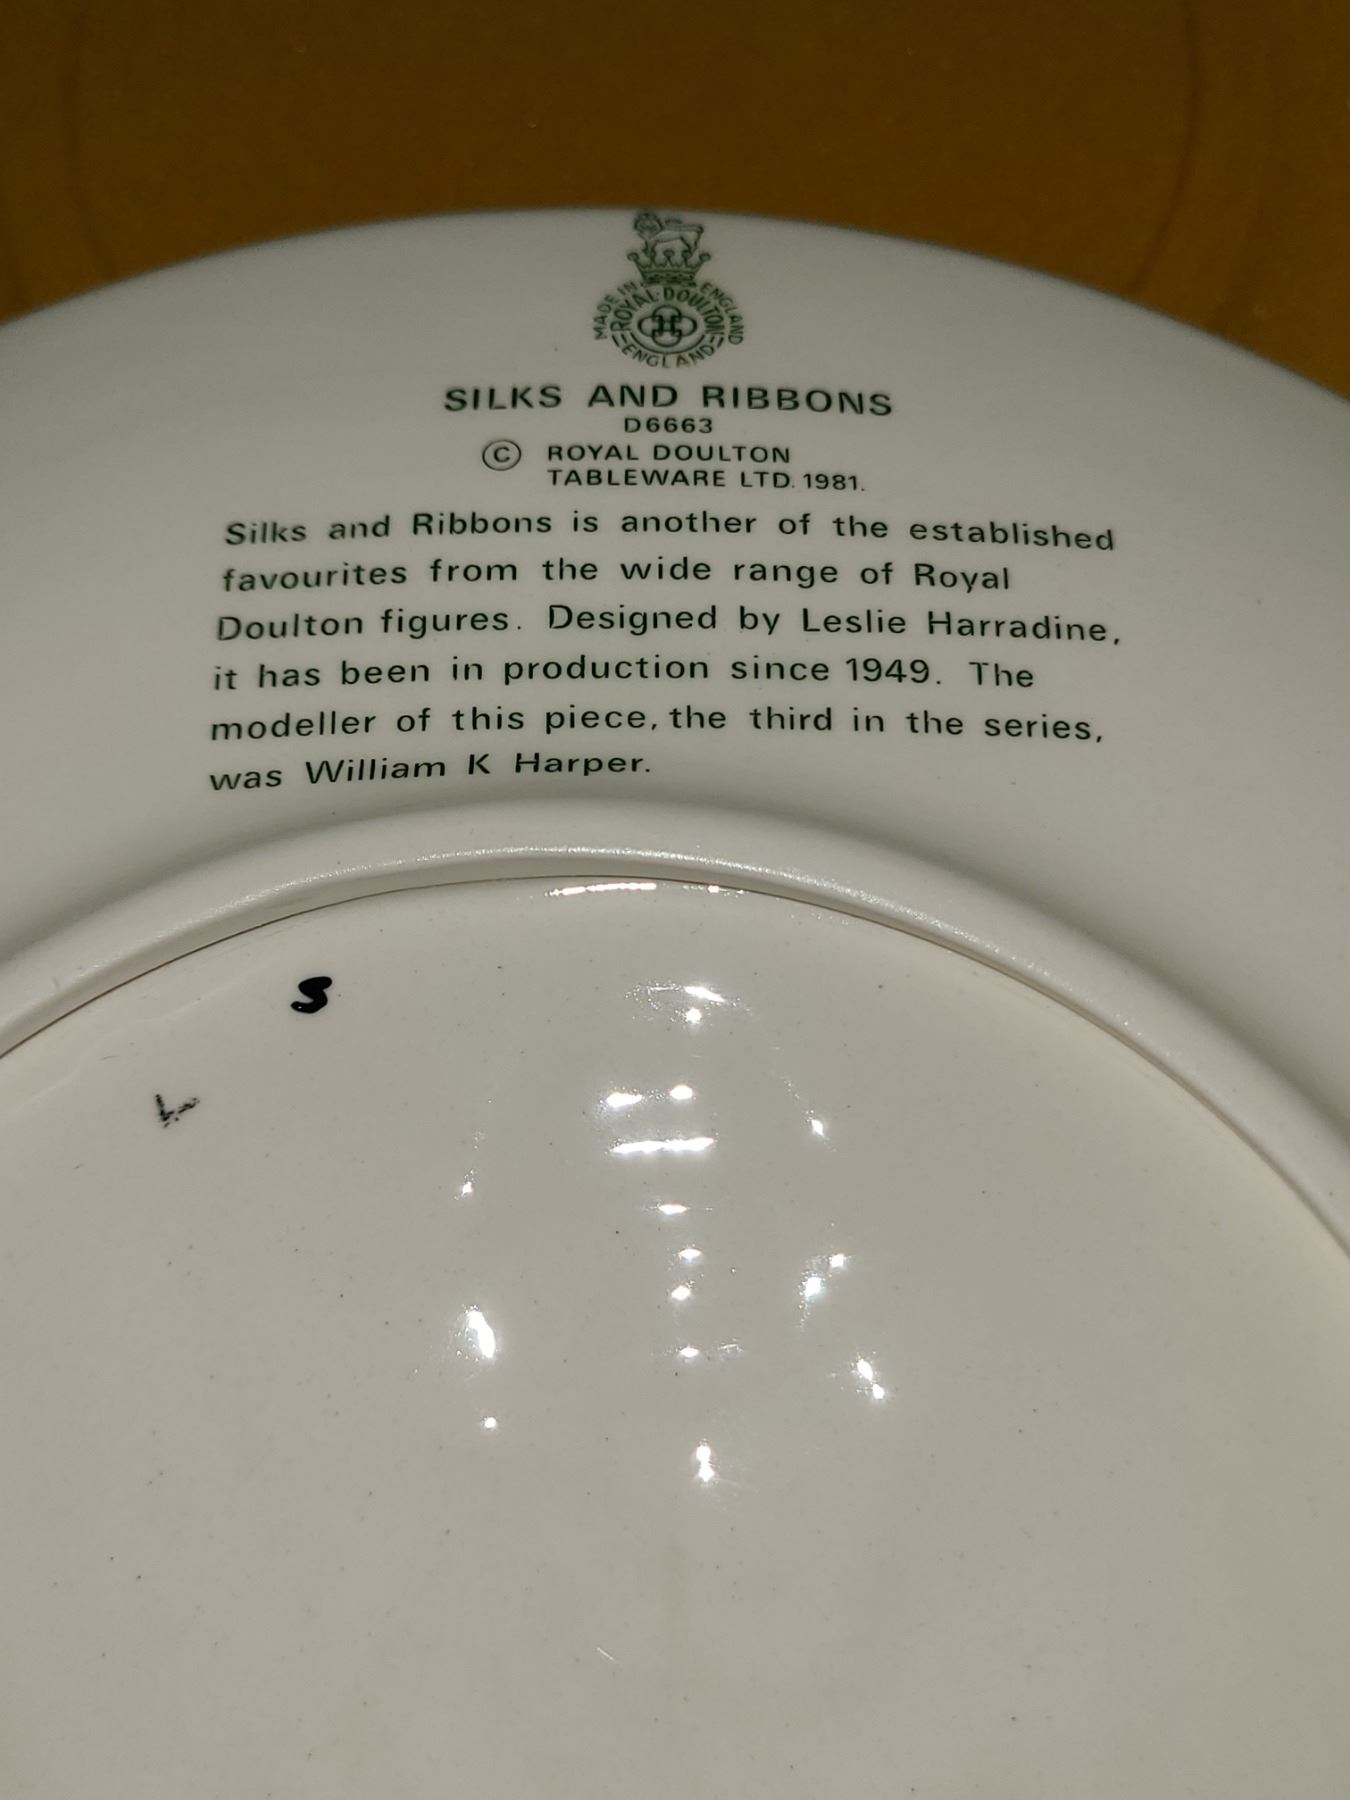 MADE IN ENGLAND
ROYAL DOULTON
ENGLAND
SILKS AND RIBBONS
D6663
© ROYAL DOULTON
TABLEWARE LTD. 1981.
Silks and Ribbons is another of the established
favourites from the wide range of Royal
Doulton figures. Designed by Leslie Harradine,
it has been in production since 1949. The
modeller of this piece, the third in the series,
was William K Harper.
S